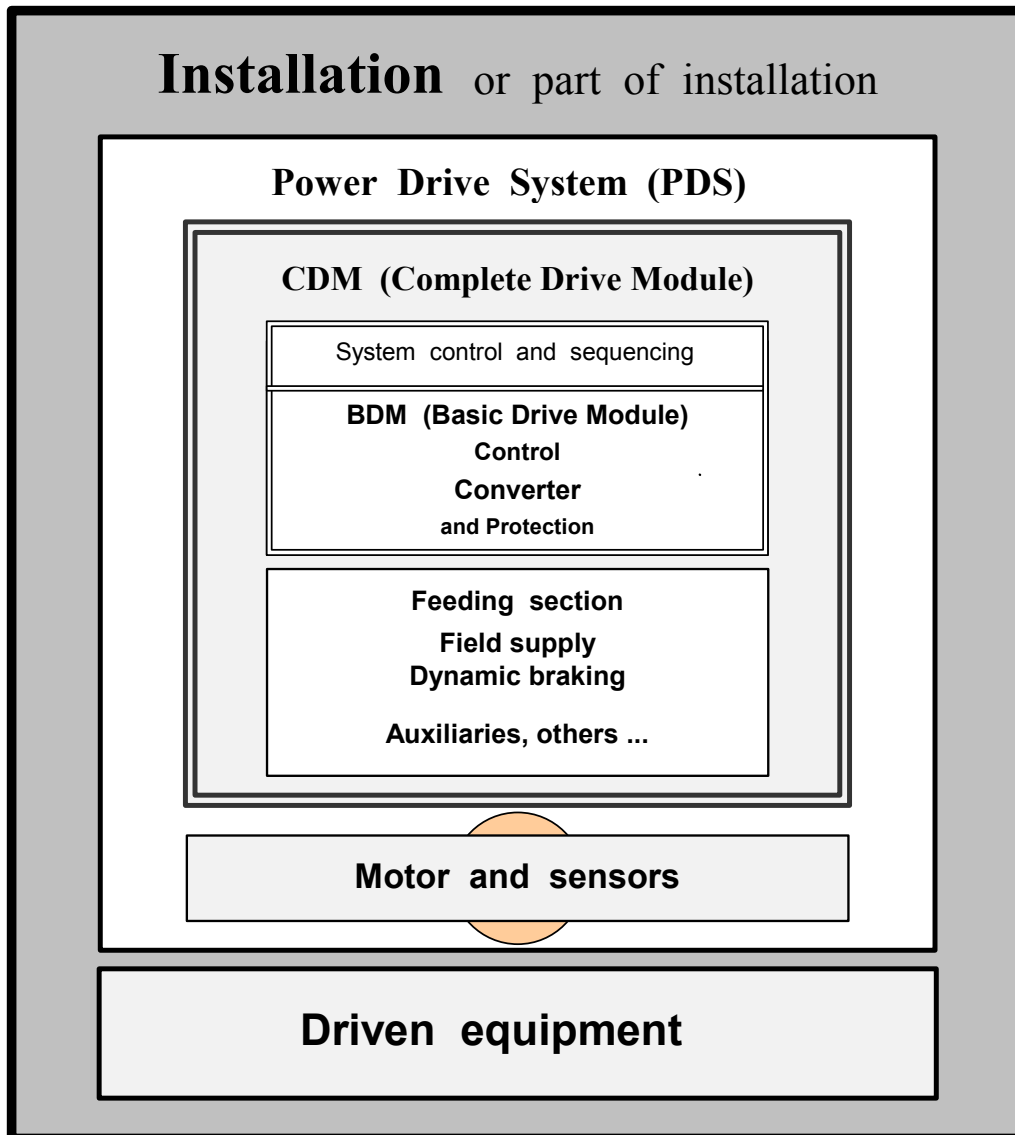 Installation or part of installation
Power Drive System (PDS)
CDM (Complete Drive Module)
System control and sequencing
BDM (Basic Drive Module)
Control
Converter
and Protection
Feeding section
Field supply
Dynamic braking
Auxiliaries, others ...
Motor and sensors
Driven equipment